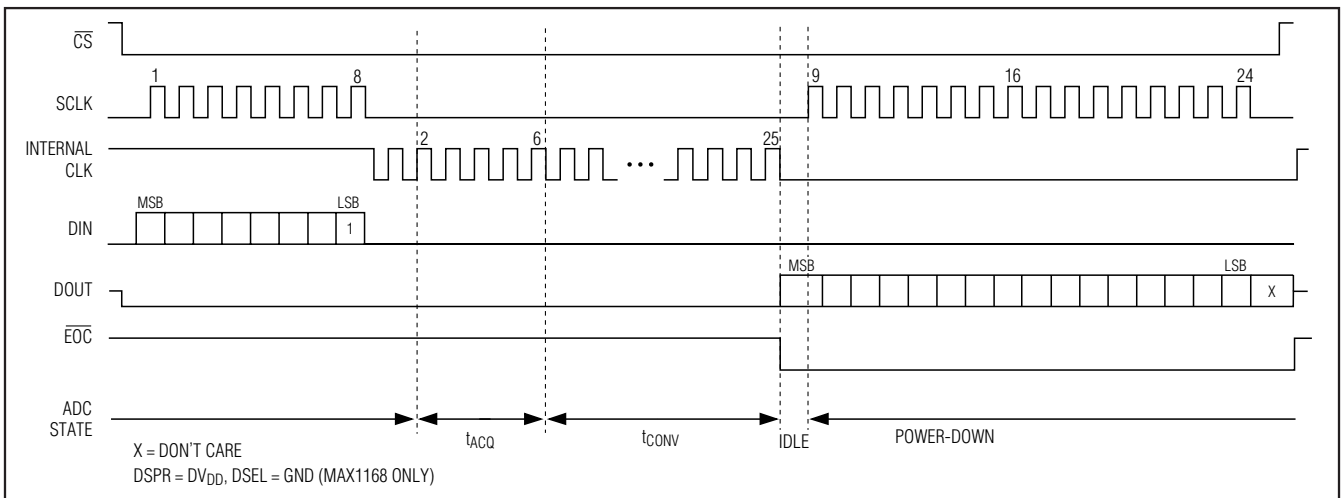 CS
1 8 9 16 24
SCLK
2 6 25
INTERNAL
CLK
•••
MSB LSB
DIN 1
MSB LSB
DOUT X
EOC
ADC
STATE
tACQ tCONV IDLE POWER-DOWN
X = DON'T CARE
DSPR = DVDD, DSEL = GND (MAX1168 ONLY)